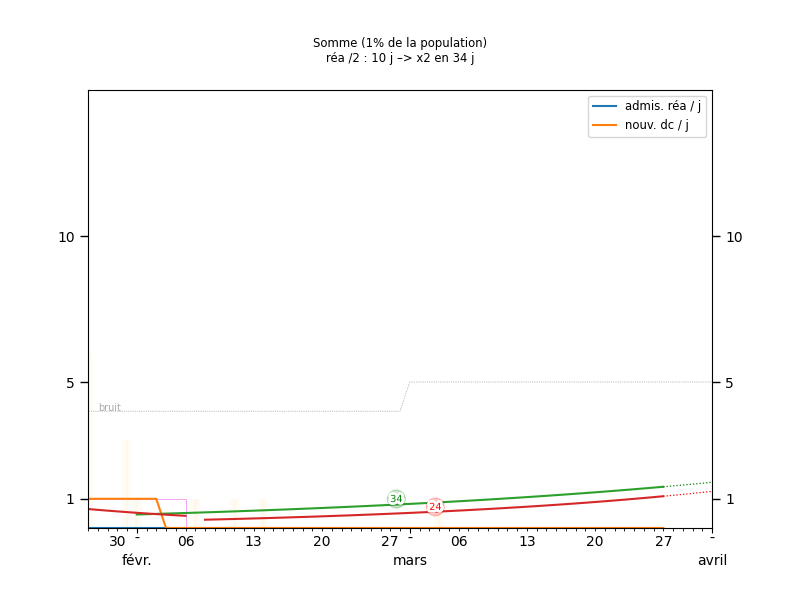 Somme (1% de la population)
réa /2 : 10 j –> x2 en 34 j
admis. réa / j
nouv. dc / j
10 10
5 5
bruit
34
24
1 1
30 - 06 13 20 27 - 06 13 20 27 -
févr. mars avril